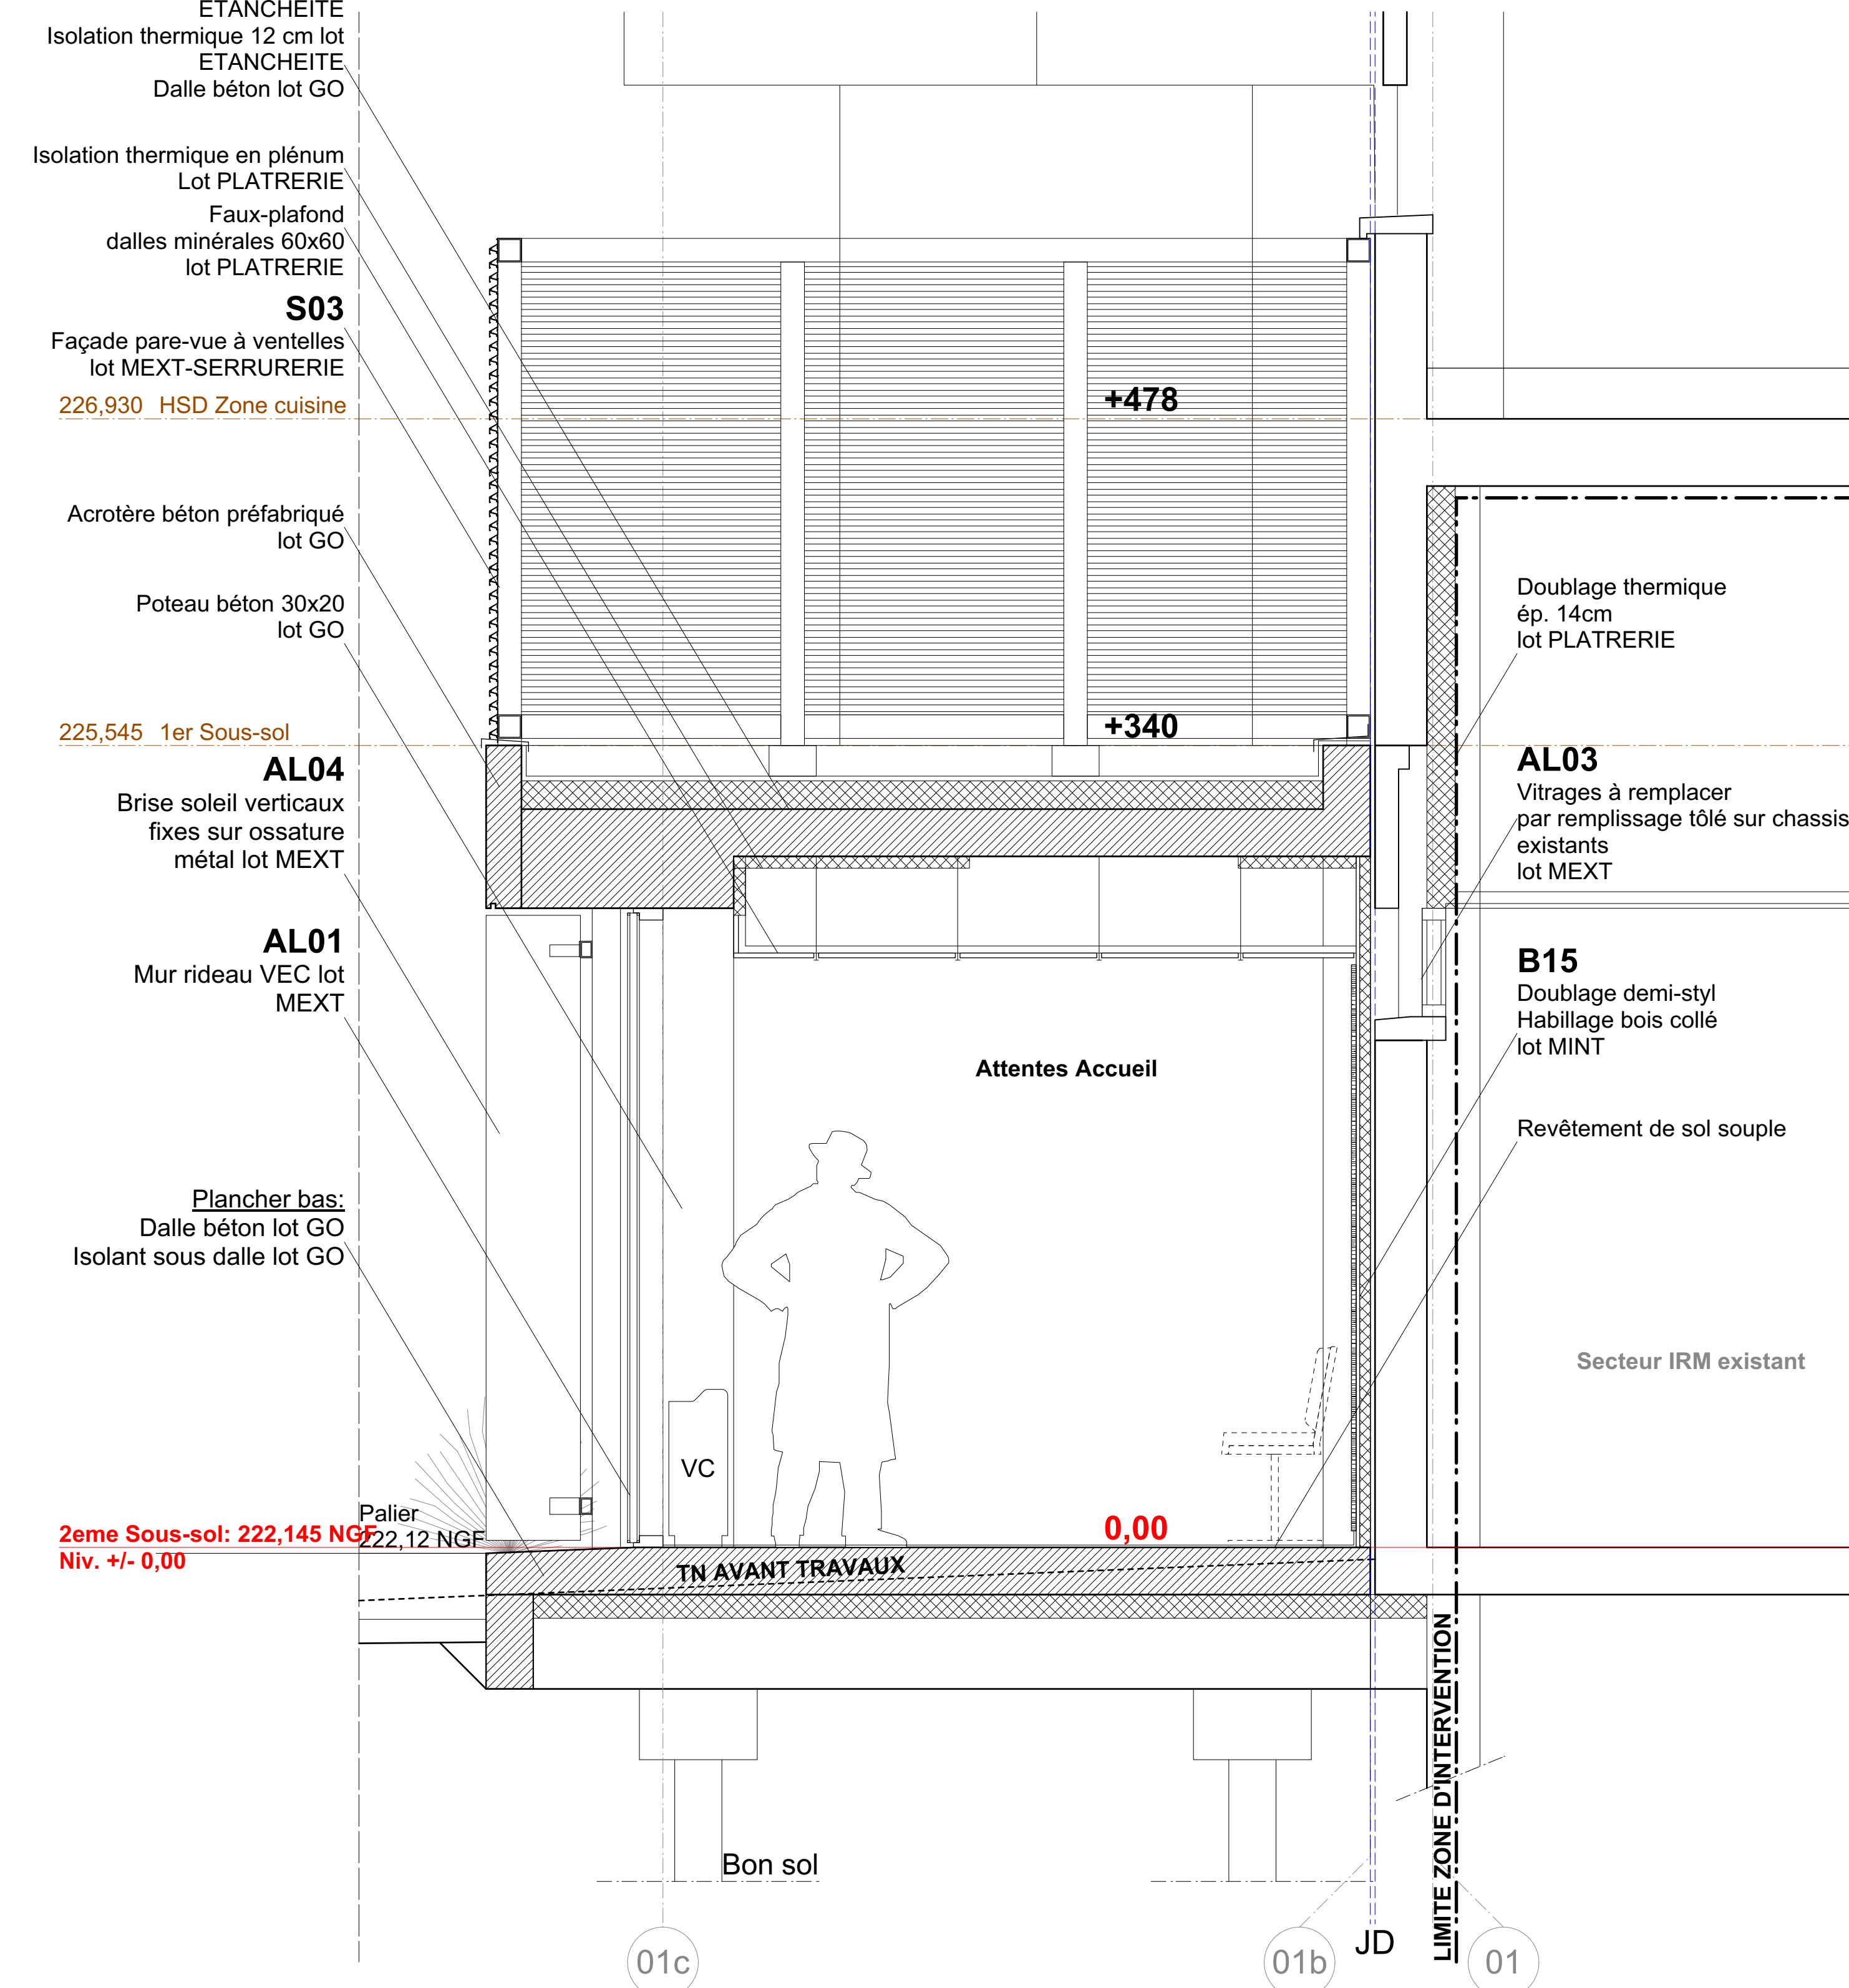 ETANCHEITE
Isolation thermique 12 cm lot
ETANCHEITE
Dalle béton lot GO
Isolation thermique en plénum
Lot PLATRERIE
Faux-plafond
dalles minérales 60x60
lot PLATRERIE
S03
Façade pare-vue à ventelles
lot MEXT-SERRURERIE
226,930 HSD Zone cuisine
+478
Acrotère béton préfabriqué
lot GO
Poteau béton 30x20
lot GO
225,545 1er Sous-sol
+340
AL04
Brise soleil verticaux
fixes sur ossature
métal lot MEXT
AL01
Mur rideau VEC lot
MEXT
Plancher bas:
Dalle béton lot GO
Isolant sous dalle lot GO
Palier
222,12 NGF
2eme Sous-sol: 222,145 NGF
Niv. +/- 0,00
Doublage thermique
ép. 14cm
lot PLATRERIE
AL03
Vitrages à remplacer
par remplissage tôlé sur chassis
existants
lot MEXT
B15
Doublage demi-styl
Habillage bois collé
lot MINT
Revêtement de sol souple
Attentes Accueil
Secteur IRM existant
VC
0,00
TN AVANT TRAVAUX
LIMITE ZONE D'INTERVENTION
Bon sol
01c
01b
JD
01